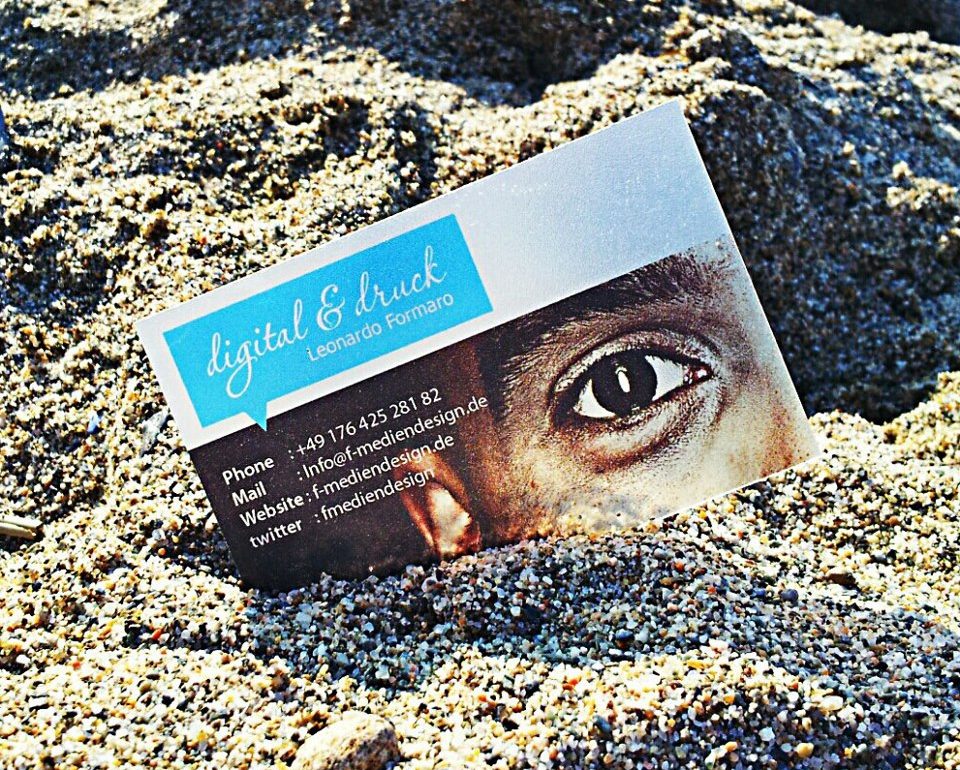 digital & druck
Leonardo Formaro
Phone : +49 176 425 281 82
Mail : Info@f-mediendesign.de
Website : f-mediendesign.de
twitter : fmediendesign